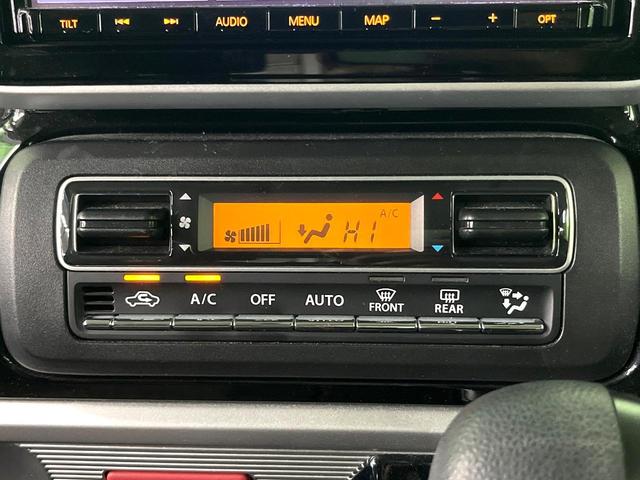 TILT AUDIO MENU MAP - + OPT
A/C
HI
A/C OFF AUTO FRONT REAR